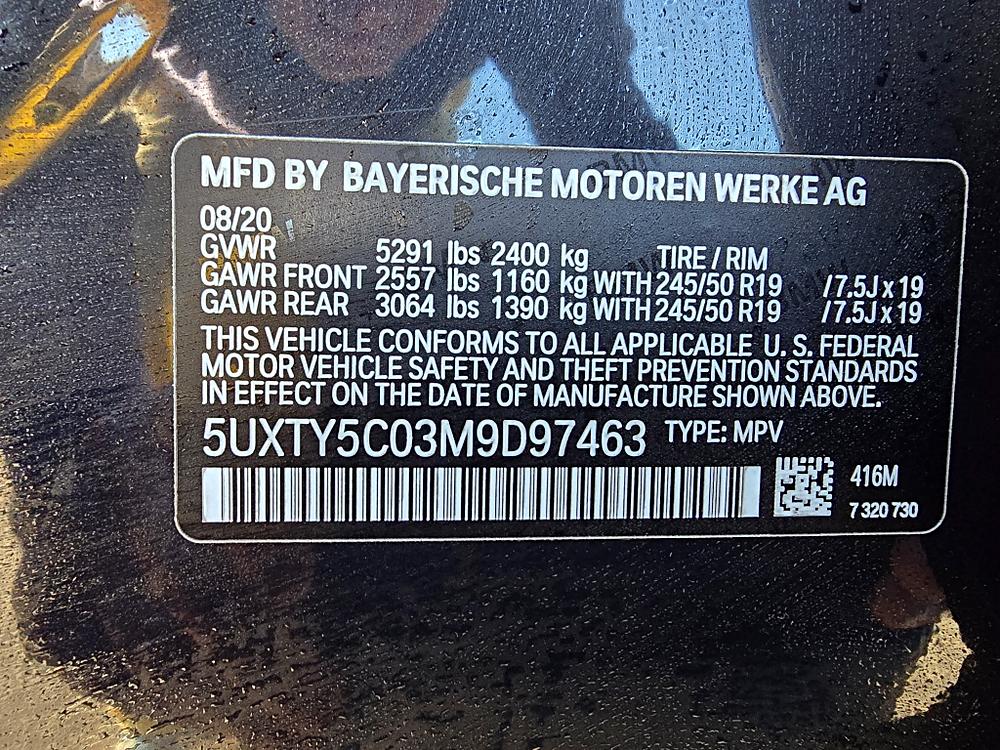 MFD BY BAYERISCHE MOTOREN WERKE AG
08/20
GVWR 5291 lbs 2400 kg TIRE / RIM
GAWR FRONT 2557 lbs 1160 kg WITH 245/50 R19 /7.5J x 19
GAWR REAR 3064 lbs 1390 kg WITH 245/50 R19 /7.5J x 19
THIS VEHICLE CONFORMS TO ALL APPLICABLE U. S. FEDERAL
MOTOR VEHICLE SAFETY AND THEFT PREVENTION STANDARDS
IN EFFECT ON THE DATE OF MANUFACTURE SHOWN ABOVE.
5UXTY5C03M9D97463 TYPE: MPV
416M
7 320 730